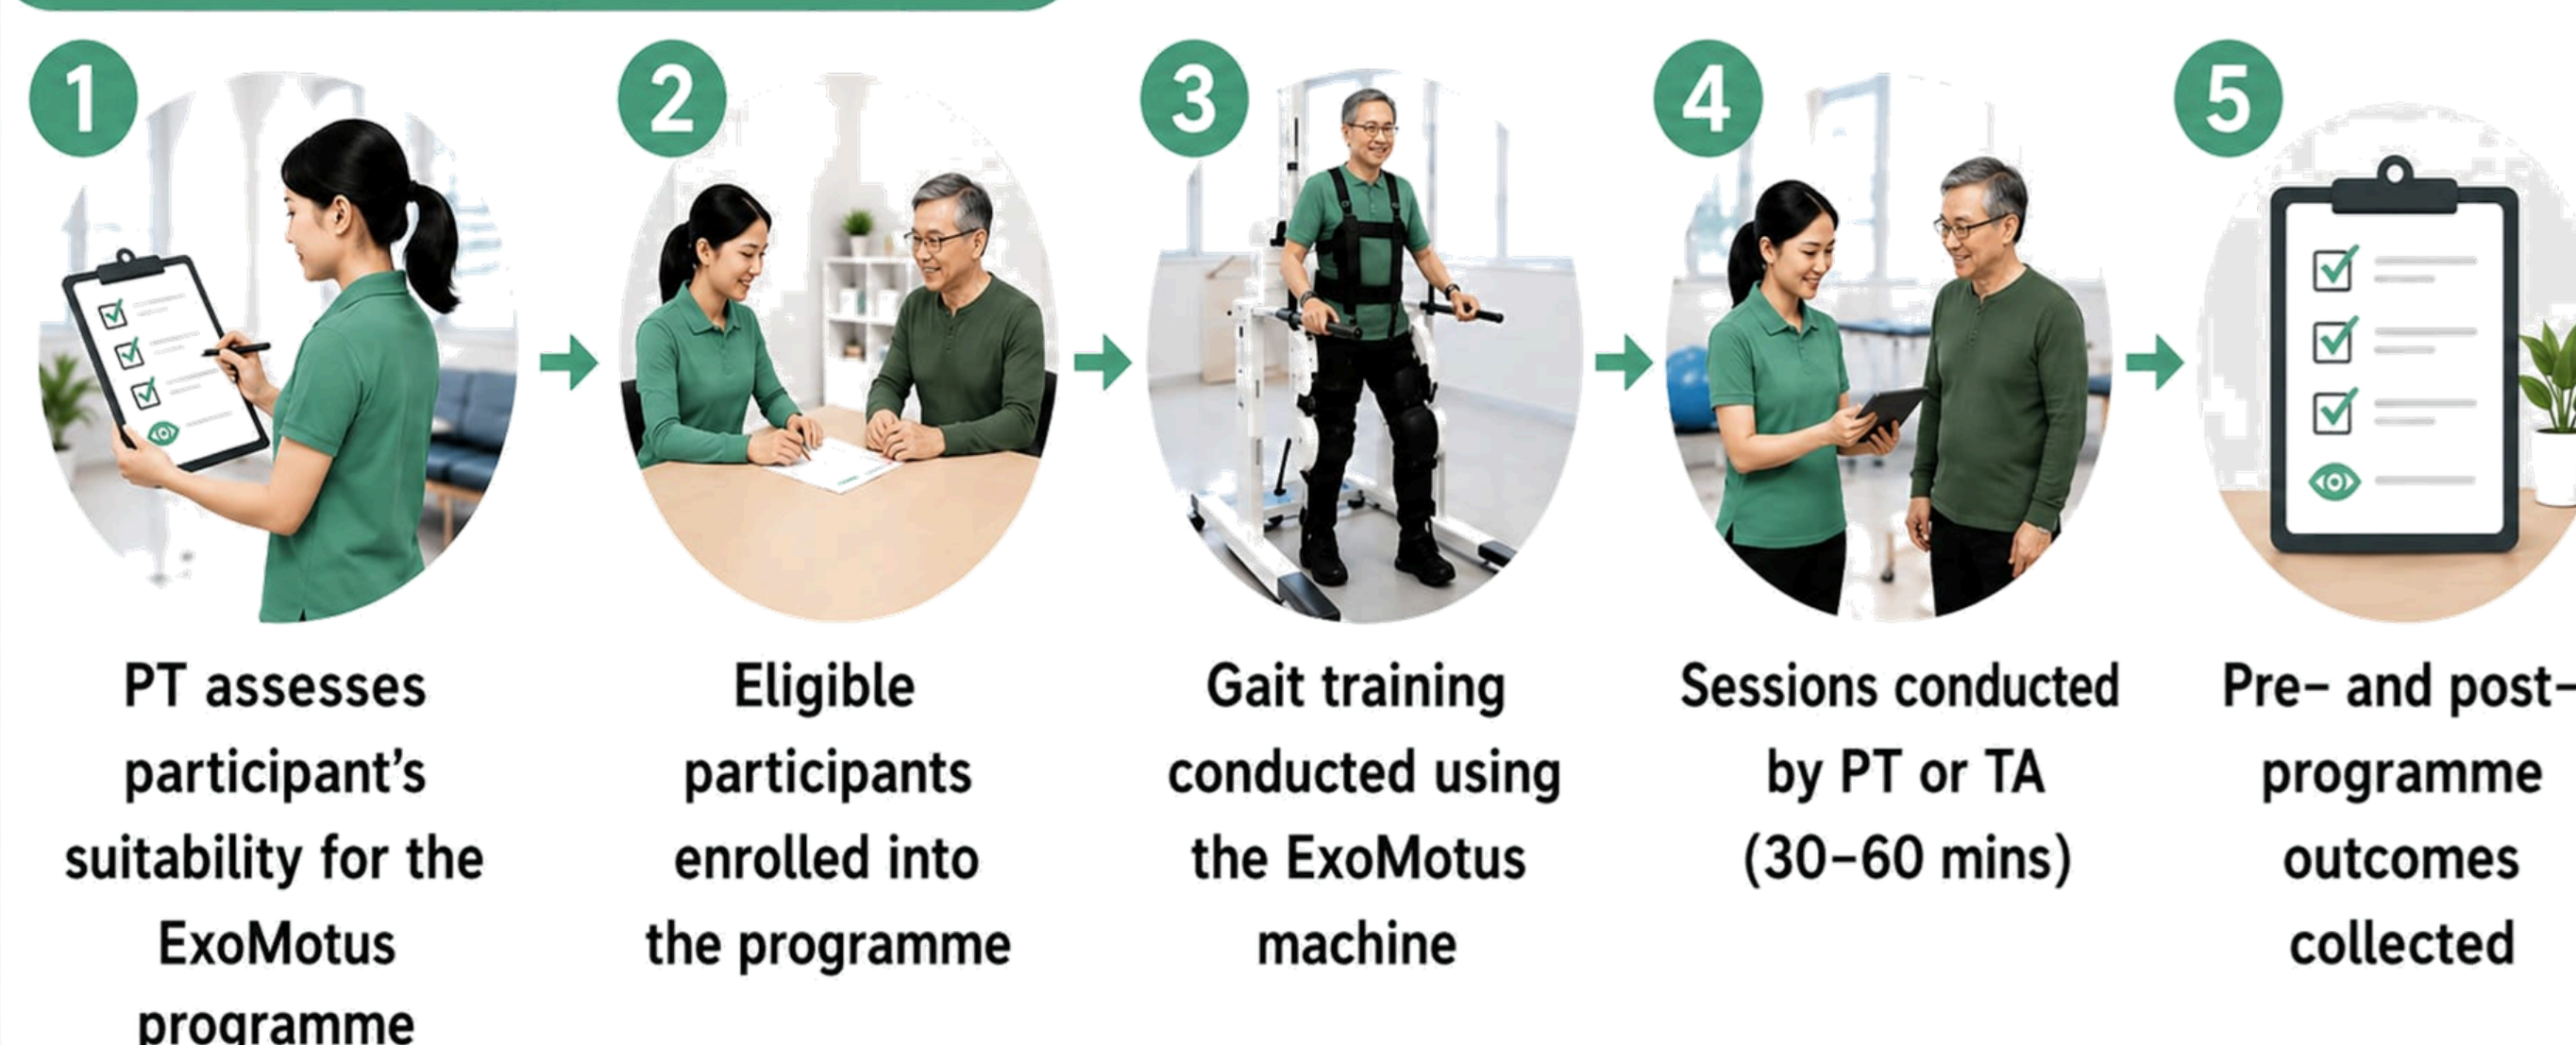 1
PT assesses
participant's
suitability for the
ExoMotus
programme
2
Eligible
participants
enrolled into
the programme
3
Gait training
conducted using
the ExoMotus
machine
4
Sessions conducted
by PT or TA
(30–60 mins)
5
Pre– and post–
programme
outcomes
collected